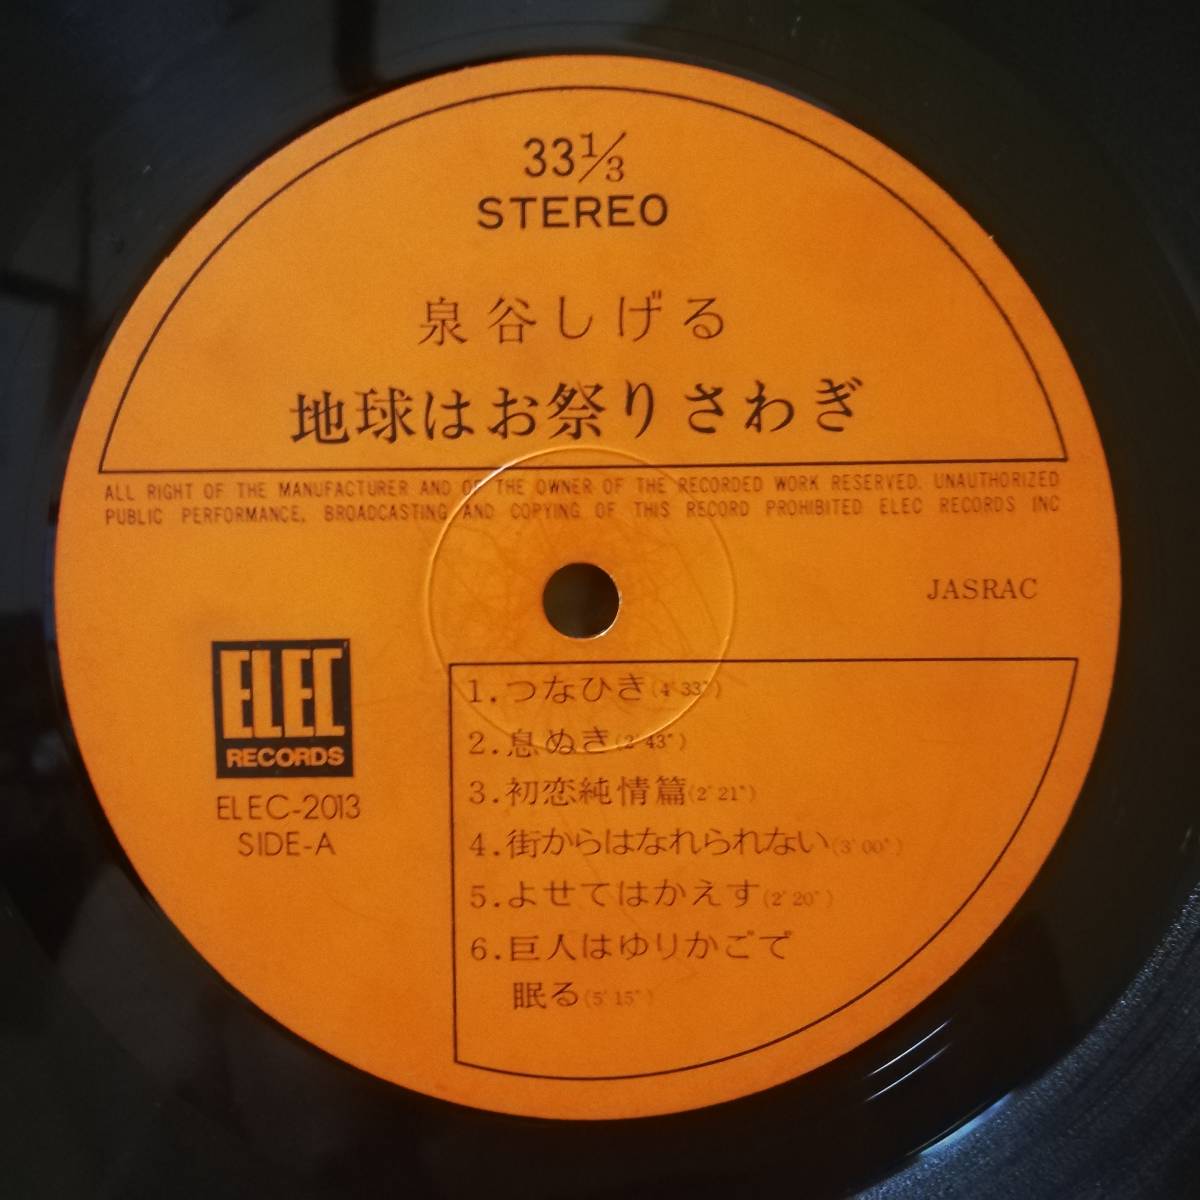 33⅓
STEREO
泉谷しげる
地球はお祭りさわぎ
ALL RIGHT OF THE MANUFACTURER AND OF THE OWNER OF THE RECORDED WORK RESERVED. UNAUTHORIZED
PUBLIC PERFORMANCE, BROADCASTING AND COPYING OF THIS RECORD PROHIBITED ELEC RECORDS INC
JASRAC
ELEC
RECORDS
ELEC-2013
SIDE-A
1.つなひき(4'33")
2.息ぬき(2'43")
3.初恋純情篇(2'21")
4.街からはなれられない(3'00")
5.よせてはかえす(2'20")
6.巨人はゆりかごで
眠る(5'15")